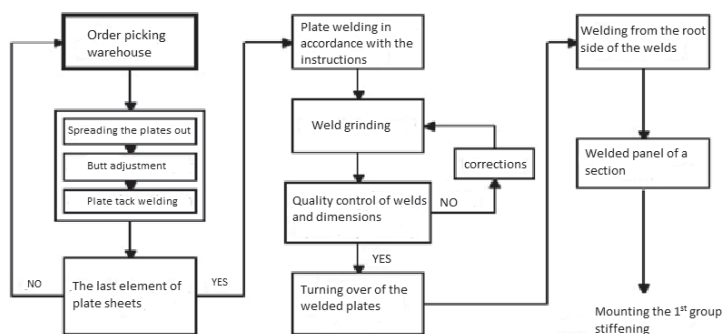 Order picking
warehouse
Spreading the plates out
Butt adjustment
Plate tack welding
NO
The last element of
plate sheets
YES
Plate welding in
accordance with the
instructions
Weld grinding
corrections
Quality control of welds
and dimensions
NO
YES
Turning over of the
welded plates
Welding from the root
side of the welds
Welded panel of a
section
Mounting the 1st group
stiffening